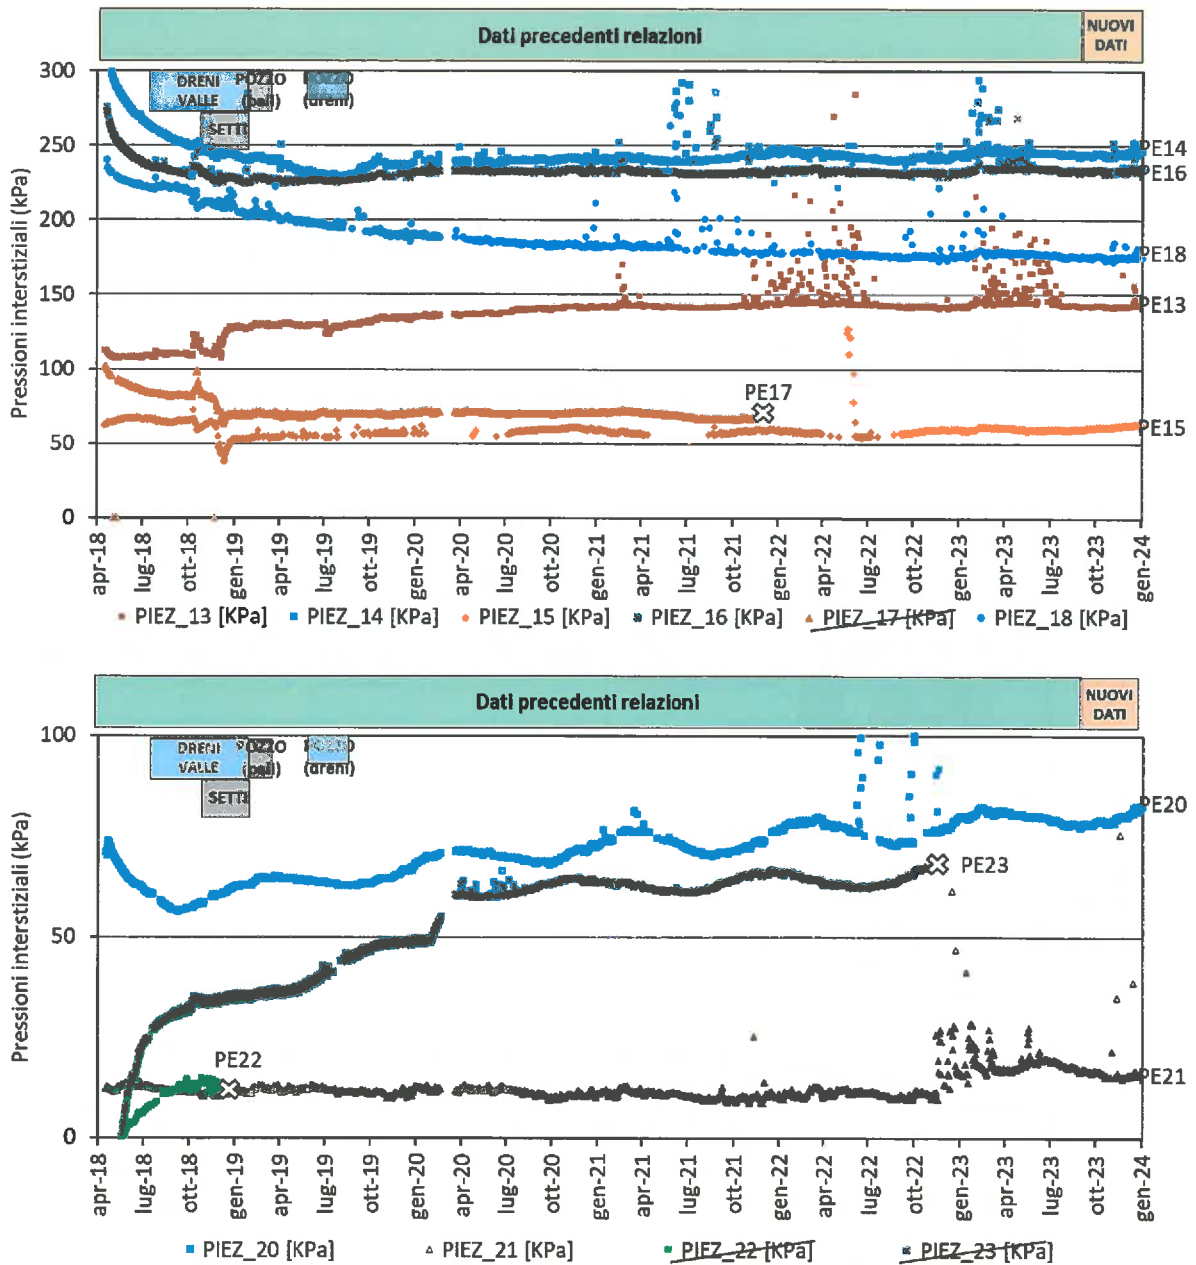 Dati precedenti relazioni
NUOVI
DATI
DRENI
VALLE
POZZO
(pali)
POZZO
(dreni)
SETTI
Pressioni interstiziali (kPa)
300
250
200
150
100
50
0
PE14
PE16
PE18
PE13
PE17
PE15
apr-18
lug-18
ott-18
gen-19
apr-19
lug-19
ott-19
gen-20
apr-20
lug-20
ott-20
gen-21
apr-21
lug-21
ott-21
gen-22
apr-22
lug-22
ott-22
gen-23
apr-23
lug-23
ott-23
gen-24
PIEZ_13 [KPa] PIEZ_14 [KPa] PIEZ_15 [KPa] PIEZ_16 [KPa] PIEZ_17 [KPa] PIEZ_18 [KPa]
Dati precedenti relazioni
NUOVI
DATI
DRENI
VALLE
POZZO
(pali)
POZZO
(dreni)
SETTI
Pressioni interstiziali (kPa)
100
50
0
PE20
PE23
PE22
PE21
apr-18
lug-18
ott-18
gen-19
apr-19
lug-19
ott-19
gen-20
apr-20
lug-20
ott-20
gen-21
apr-21
lug-21
ott-21
gen-22
apr-22
lug-22
ott-22
gen-23
apr-23
lug-23
ott-23
gen-24
PIEZ_20 [KPa] PIEZ_21 [KPa] PIEZ_22 [KPa] PIEZ_23 [KPa]